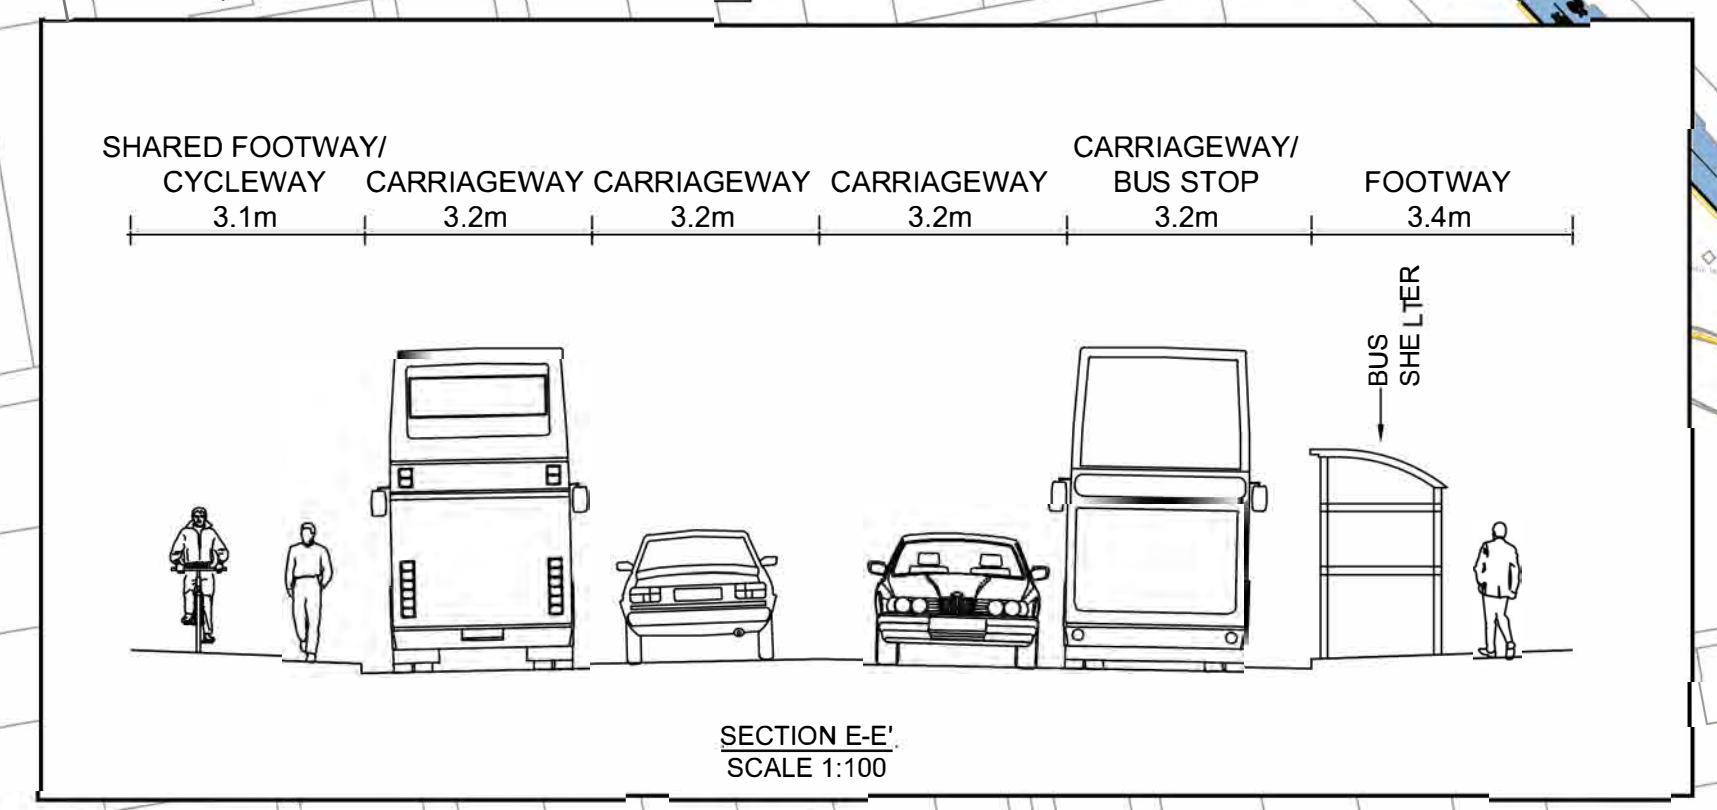 SHARED FOOTWAY/
CYCLEWAY
3.1m
CARRIAGEWAY
3.2m
CARRIAGEWAY
3.2m
CARRIAGEWAY
3.2m
CARRIAGEWAY/
BUS STOP
3.2m
FOOTWAY
3.4m
BUS
SHELTER
SECTION E-E'
SCALE 1:100